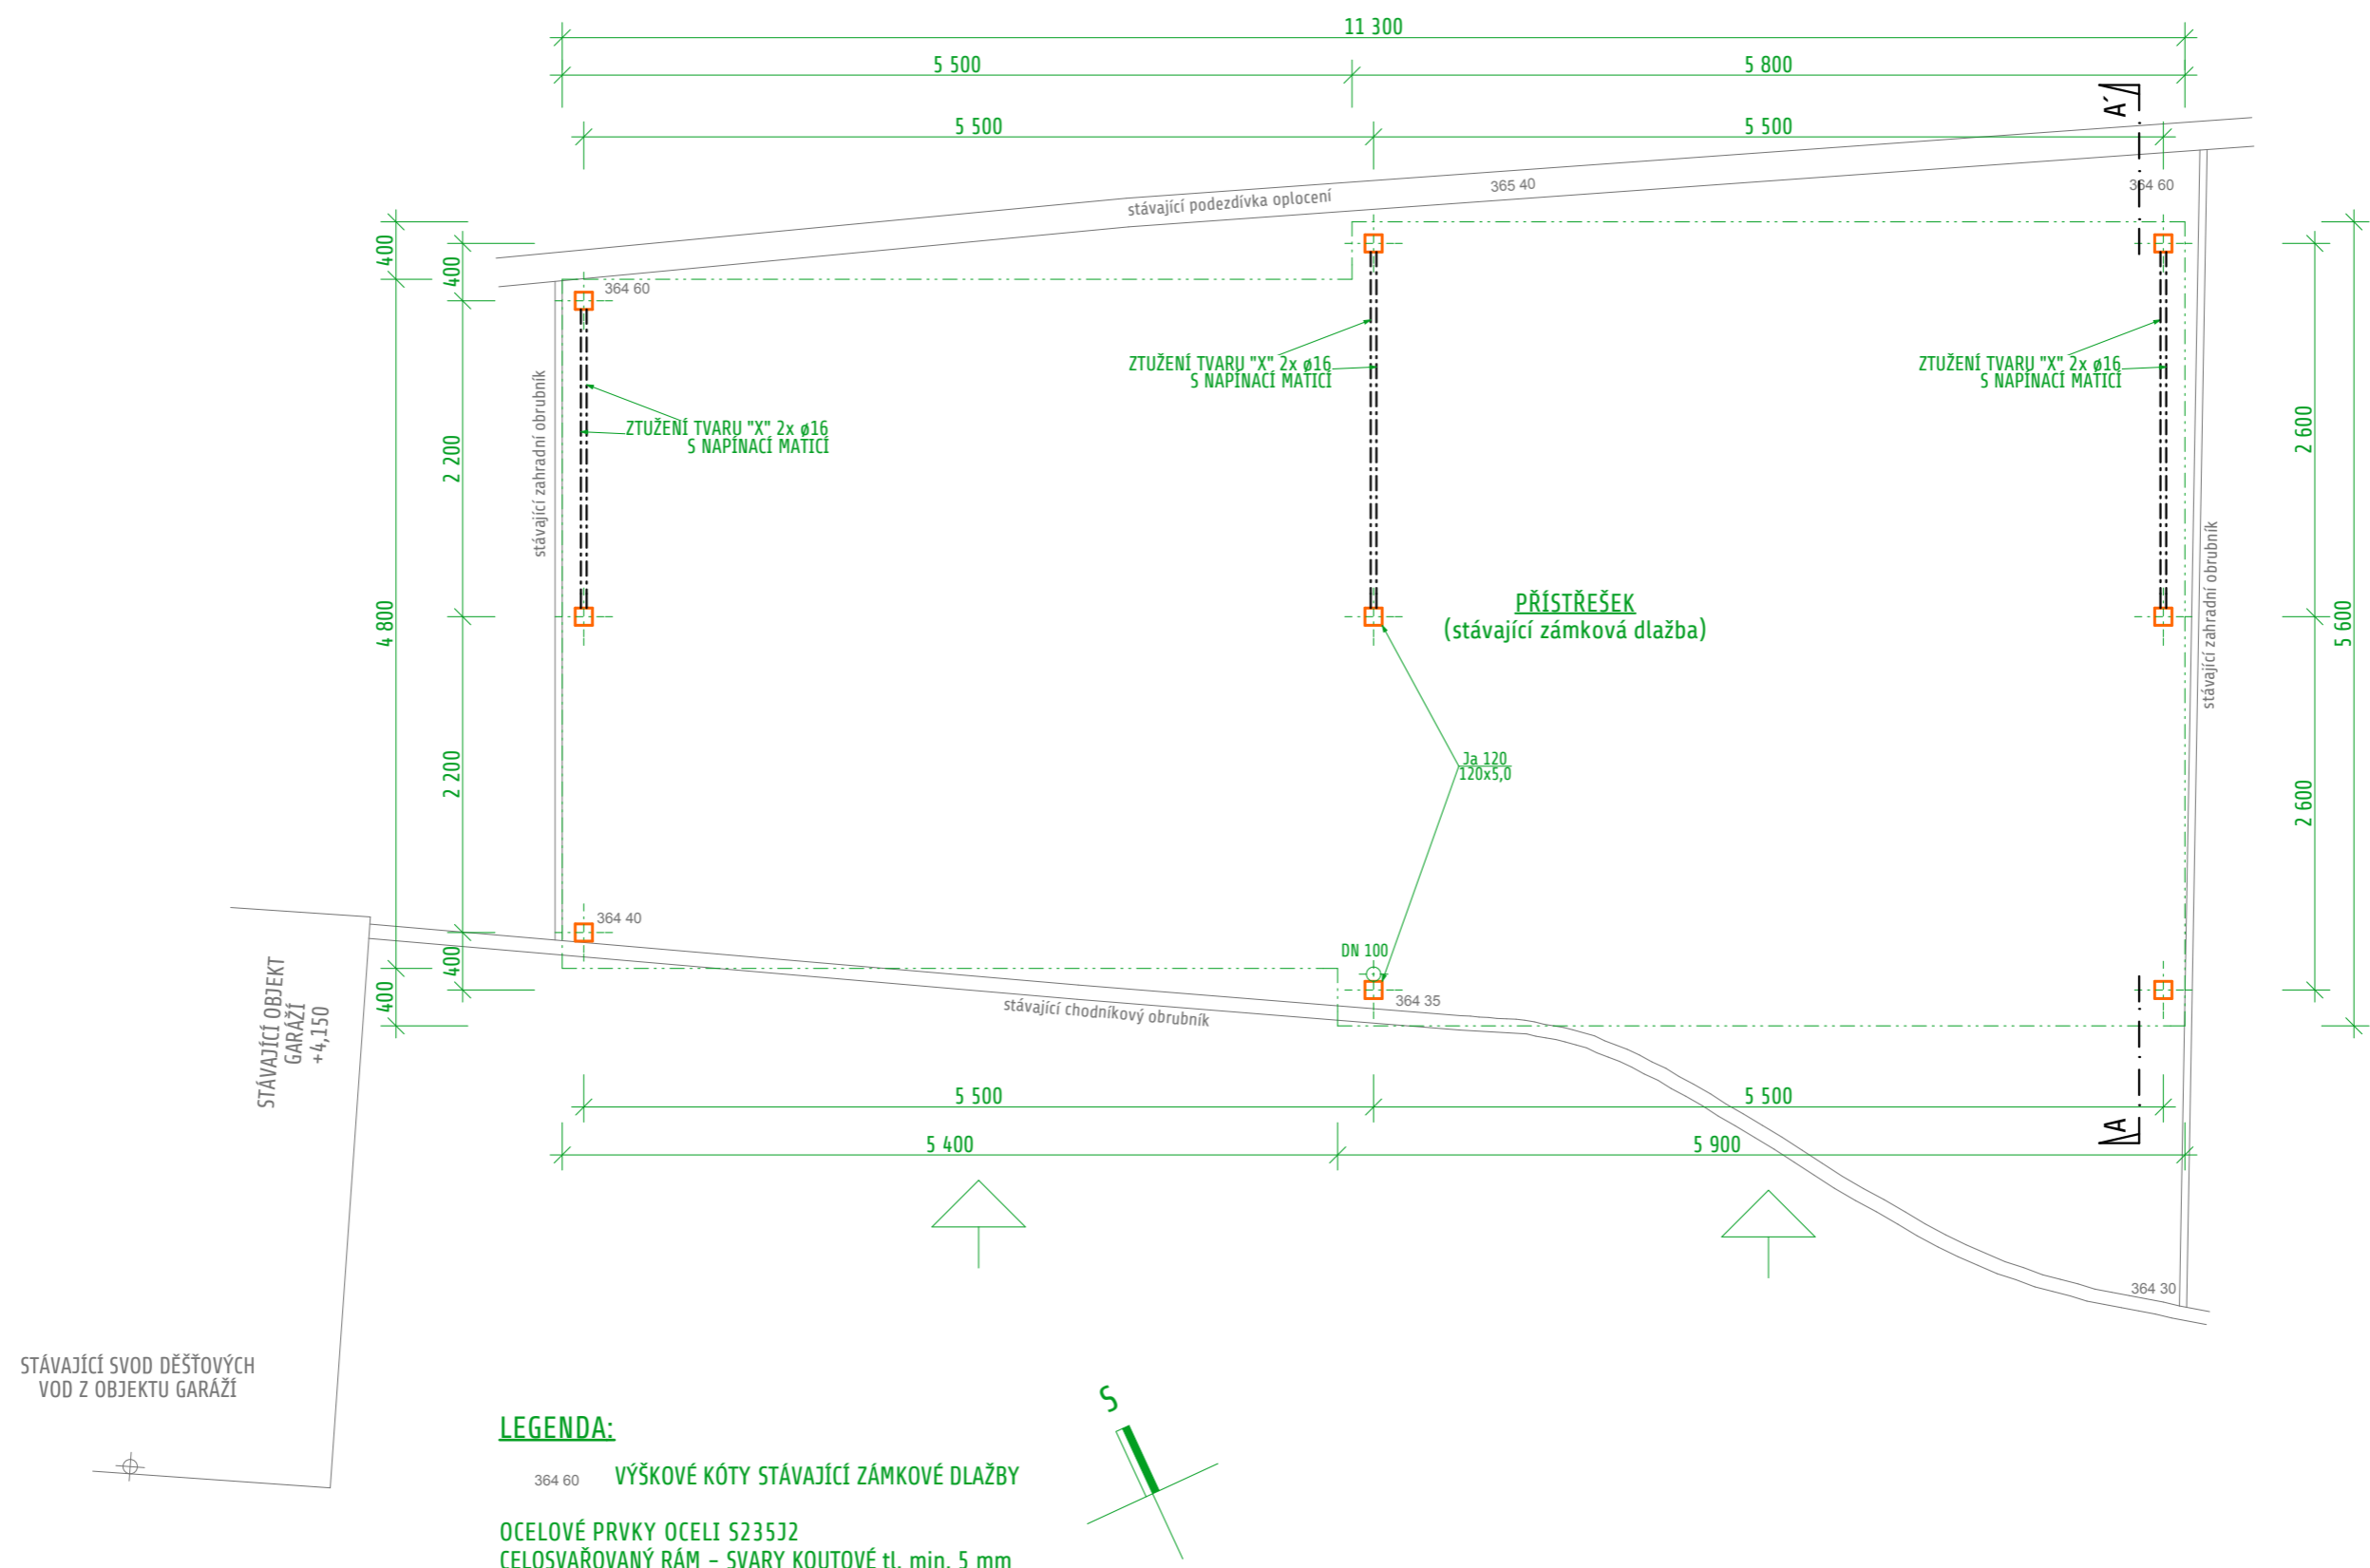 11 300
5 500
5 800
A´
5 500
5 500
stávající podezdívka oplocení
365 40
364 60
400
400
364 60
ZTUŽENÍ TVARU "X" 2x ø16
S NAPÍNACÍ MATICÍ
ZTUŽENÍ TVARU "X" 2x ø16
S NAPÍNACÍ MATICÍ
ZTUŽENÍ TVARU "X" 2x ø16
S NAPÍNACÍ MATICÍ
stávající zahradní obrubník
2 200
2 600
4 800
PŘÍSTŘEŠEK
(stávající zámková dlažba)
stávající zahradní obrubník
5 600
2 200
Ja 120
120x5,0
2 600
364 40
400
400
DN 100
364 35
stávající chodníkový obrubník
STÁVAJÍCÍ OBJEKT
GARÁŽÍ
+4,150
5 500
5 500
A
5 400
5 900
364 30
STÁVAJÍCÍ SVOD DĚŠŤOVÝCH
VOD Z OBJEKTU GARÁŽÍ
S
LEGENDA:
364 60 VÝŠKOVÉ KÓTY STÁVAJÍCÍ ZÁMKOVÉ DLAŽBY
OCELOVÉ PRVKY OCELI S235J2
CELOSVAŘOVANÝ RÁM – SVARY KOUTOVÉ tl. min. 5 mm